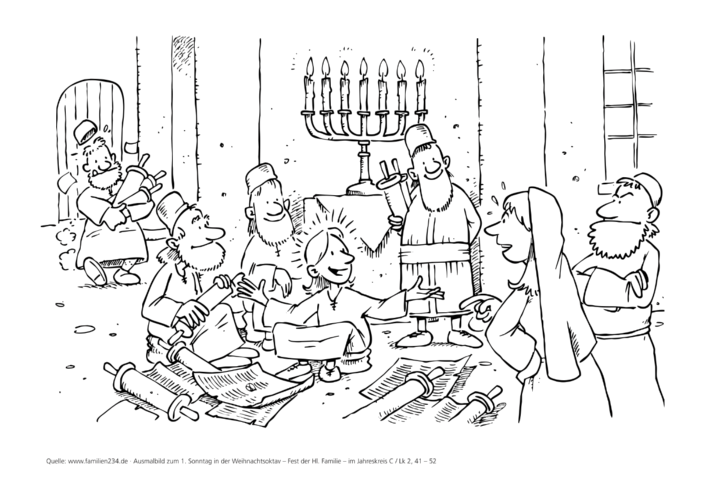 Quelle: www.familien234.de · Ausmalbild zum 1. Sonntag in der Weihnachtsoktav – Fest der Hl. Familie – im Jahreskreis C / Lk 2, 41 – 52